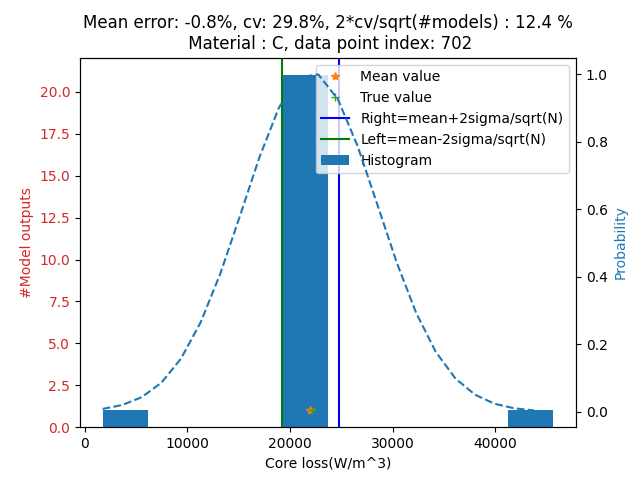 Mean error: -0.8%, cv: 29.8%, 2*cv/sqrt(#models) : 12.4 %
Material : C, data point index: 702
Mean value
True value
Right=mean+2sigma/sqrt(N)
Left=mean-2sigma/sqrt(N)
Histogram
#Model outputs
20.0
17.5
15.0
12.5
10.0
7.5
5.0
2.5
0.0
1.0
0.8
0.6
0.4
0.2
0.0
Probability
0
10000
20000
30000
40000
Core loss(W/m^3)